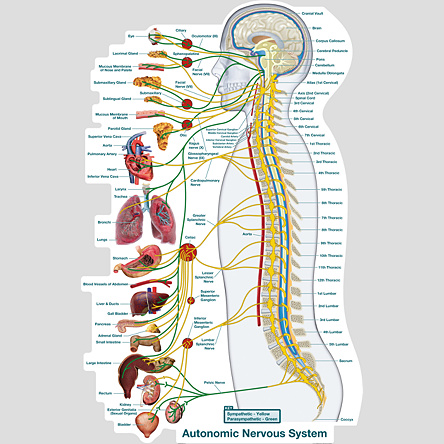 Cranial Vault
Brain
Corpus Callosum
Cerebral Peduncle
Pons
Cerebellum
Medulla Oblongata
Atlas (1st Cervical)
Axis (2nd Cervical)
Spinal Cord
3rd Cervical
4th Cervical
5th Cervical
6th Cervical
7th Cervical
1st Thoracic
2nd Thoracic
3rd Thoracic
4th Thoracic
5th Thoracic
6th Thoracic
7th Thoracic
8th Thoracic
9th Thoracic
10th Thoracic
11th Thoracic
12th Thoracic
1st Lumbar
2nd Lumbar
3rd Lumbar
4th Lumbar
5th Lumbar
Sacrum
Coccyx
Eye
Ciliary
Oculomotor (III)
Lacrimal Gland
Sphenopalatine
Mucous Membrane
of Nose and Palate
Facial
Nerve (VII)
Submaxillary Gland
Facial
Nerve (VII)
Submaxillary
Sublingual Gland
Mucous Membrane
of Mouth
Parotid Gland
Otic
Superior Vena Cava
Aorta
Pulmonary Artery
Vagus
nerve (X)
Glossopharyngeal
Nerve (IX)
Heart
Inferior Vena Cava
Cardiopulmonary
Nerve
Larynx
Trachea
Bronchi
Lungs
Greater
Splanchnic
Nerve
Aorta
Celiac
Stomach
Lesser
Splanchnic
Nerve
Blood Vessels of Abdomen
Superior
Mesenteric
Ganglion
Liver & Ducts
Gall Bladder
Pancreas
Inferior
Mesenteric
Ganglion
Adrenal Gland
Small Intestine
Lumbar
Splanchnic
Nerve
Large Intestine
Rectum
Pelvic Nerve
Kidney
Exterior Genitalia
(Sexual Organs)
Bladder
KEY
Sympathetic - Yellow
Parasympathetic - Green
Autonomic Nervous System